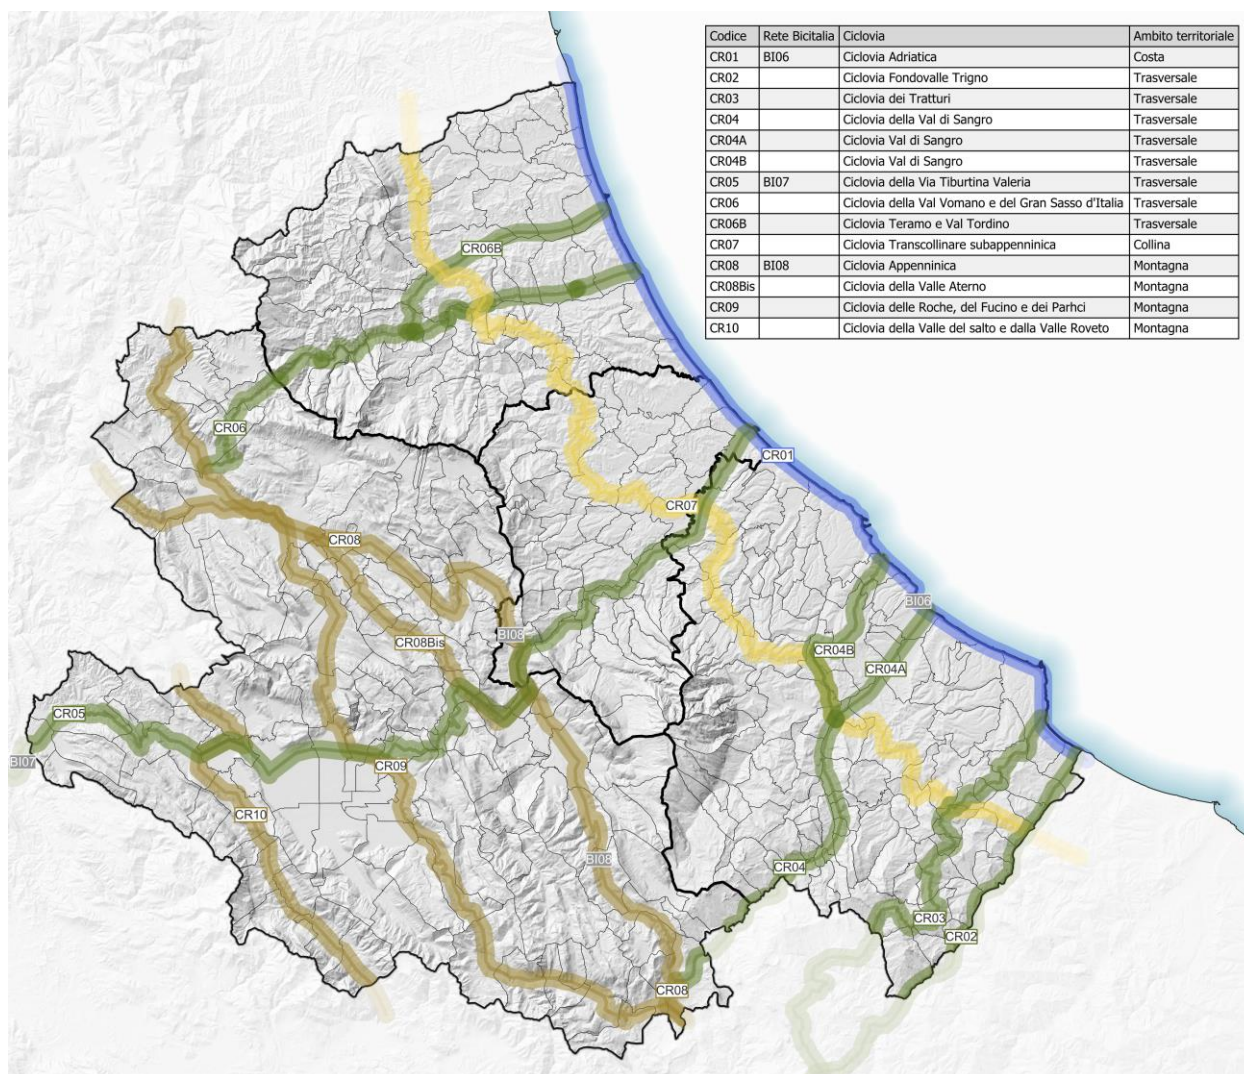 Codice Rete Bicitalia Ciclovia Ambito territoriale
CR01 BI06 Ciclovia Adriatica Costa
CR02 Ciclovia Fondovalle Trigno Trasversale
CR03 Ciclovia dei Tratturi Trasversale
CR04 Ciclovia della Val di Sangro Trasversale
CR04A Ciclovia Val di Sangro Trasversale
CR04B Ciclovia Val di Sangro Trasversale
CR05 BI07 Ciclovia della Via Tiburtina Valeria Trasversale
CR06 Ciclovia della Val Vomano e del Gran Sasso d'Italia Trasversale
CR06B Ciclovia Teramo e Val Tordino Trasversale
CR07 Ciclovia Transcollinare subappenninica Collina
CR08 BI08 Ciclovia Appenninica Montagna
CR08Bis Ciclovia della Valle Aterno Montagna
CR09 Ciclovia delle Roche, del Fucino e dei Parhci Montagna
CR10 Ciclovia della Valle del salto e dalla Valle Roveto Montagna
CR06B
CR06
CR01
CR07
CR08
BI06
BI08
CR08Bis
CR04B
CR04A
CR05
BI07
CR09
CR10
BI08
CR04
CR03
CR02
CR08